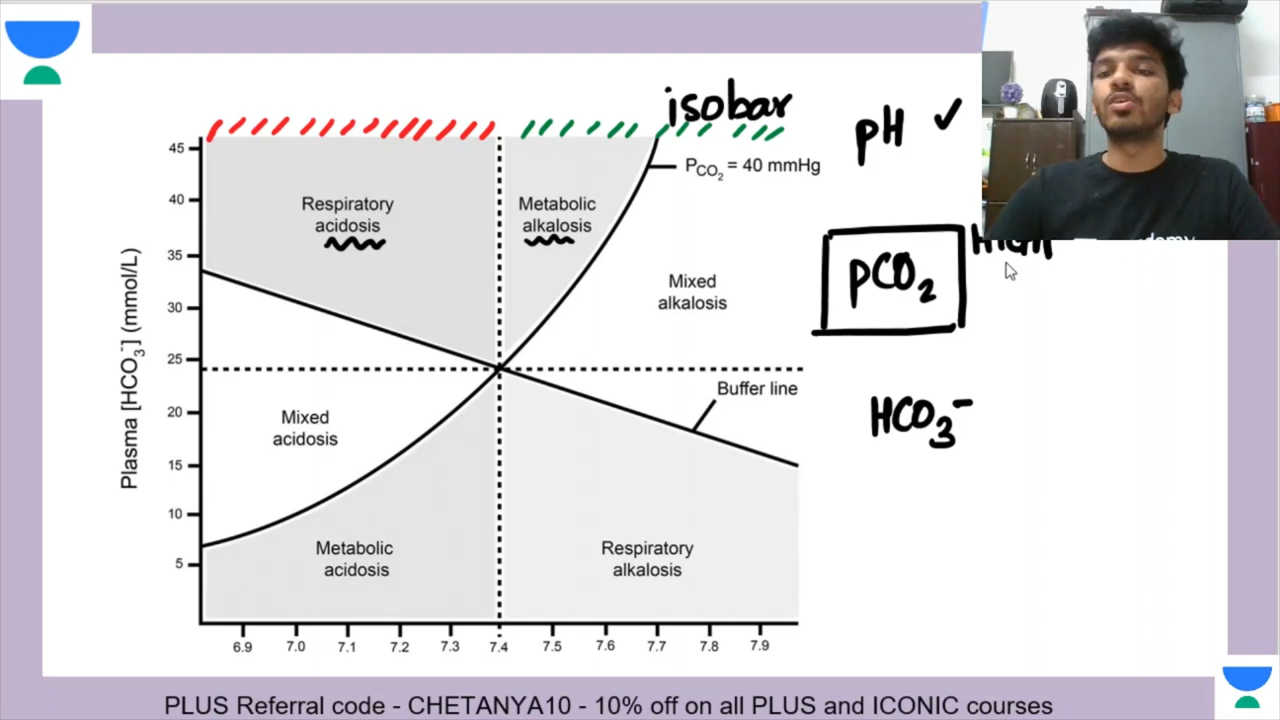 isobar
pH ✓
P_CO₂ = 40 mmHg
45
40
35
30
25
20
15
10
5
Plasma [HCO₃⁻] (mmol/L)
Respiratory
acidosis
Metabolic
alkalosis
Mixed
alkalosis
pCO₂
Buffer line
Mixed
acidosis
HCO₃⁻
Metabolic
acidosis
Respiratory
alkalosis
6.9 7.0 7.1 7.2 7.3 7.4 7.5 7.6 7.7 7.8 7.9
PLUS Referral code - CHETANYA10 - 10% off on all PLUS and ICONIC courses